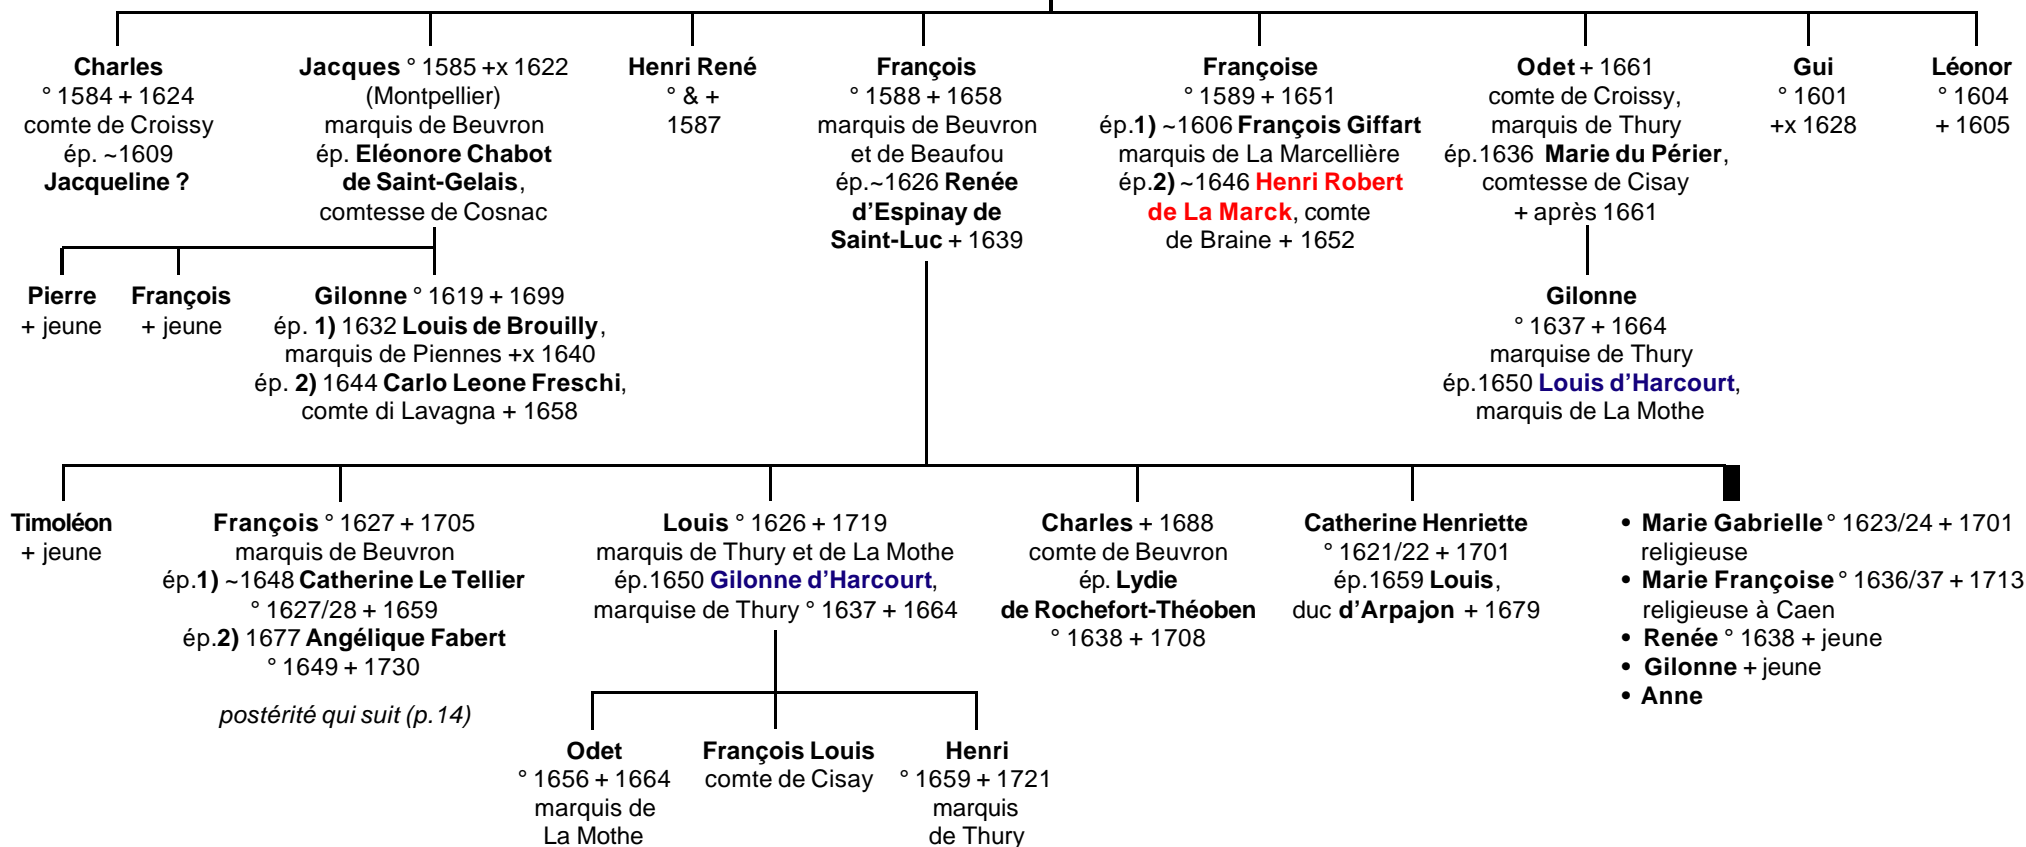 Charles
° 1584 + 1624
comte de Croissy
ép. ~1609
Jacqueline ?
Jacques ° 1585 +x 1622
(Montpellier)
marquis de Beuvron
ép. Eléonore Chabot
de Saint-Gelais,
comtesse de Cosnac
Henri René
° & +
1587
François
° 1588 + 1658
marquis de Beuvron
et de Beaufou
ép.~1626 Renée
d’Espinay de
Saint-Luc + 1639
Françoise
° 1589 + 1651
ép.1) ~1606 François Giffart
marquis de La Marcellière
ép.2) ~1646 Henri Robert
de La Marck, comte
de Braine + 1652
Odet + 1661
comte de Croissy,
marquis de Thury
ép.1636 Marie du Périer,
comtesse de Cisay
+ après 1661
Gui
° 1601
+x 1628
Léonor
° 1604
+ 1605
Pierre
+ jeune
François
+ jeune
Gilonne ° 1619 + 1699
ép. 1) 1632 Louis de Brouilly,
marquis de Piennes +x 1640
ép. 2) 1644 Carlo Leone Freschi,
comte di Lavagna + 1658
Gilonne
° 1637 + 1664
marquise de Thury
ép.1650 Louis d’Harcourt,
marquis de La Mothe
Timoléon
+ jeune
François ° 1627 + 1705
marquis de Beuvron
ép.1) ~1648 Catherine Le Tellier
° 1627/28 + 1659
ép.2) 1677 Angélique Fabert
° 1649 + 1730
postérité qui suit (p.14)
Louis ° 1626 + 1719
marquis de Thury et de La Mothe
ép.1650 Gilonne d’Harcourt,
marquise de Thury ° 1637 + 1664
Charles + 1688
comte de Beuvron
ép. Lydie
de Rochefort-Théoben
° 1638 + 1708
Catherine Henriette
° 1621/22 + 1701
ép.1659 Louis,
duc d’Arpajon + 1679
• Marie Gabrielle ° 1623/24 + 1701
religieuse
• Marie Françoise ° 1636/37 + 1713
religieuse à Caen
• Renée ° 1638 + jeune
• Gilonne + jeune
• Anne
Odet
° 1656 + 1664
marquis de
La Mothe
François Louis
comte de Cisay
Henri
° 1659 + 1721
marquis
de Thury